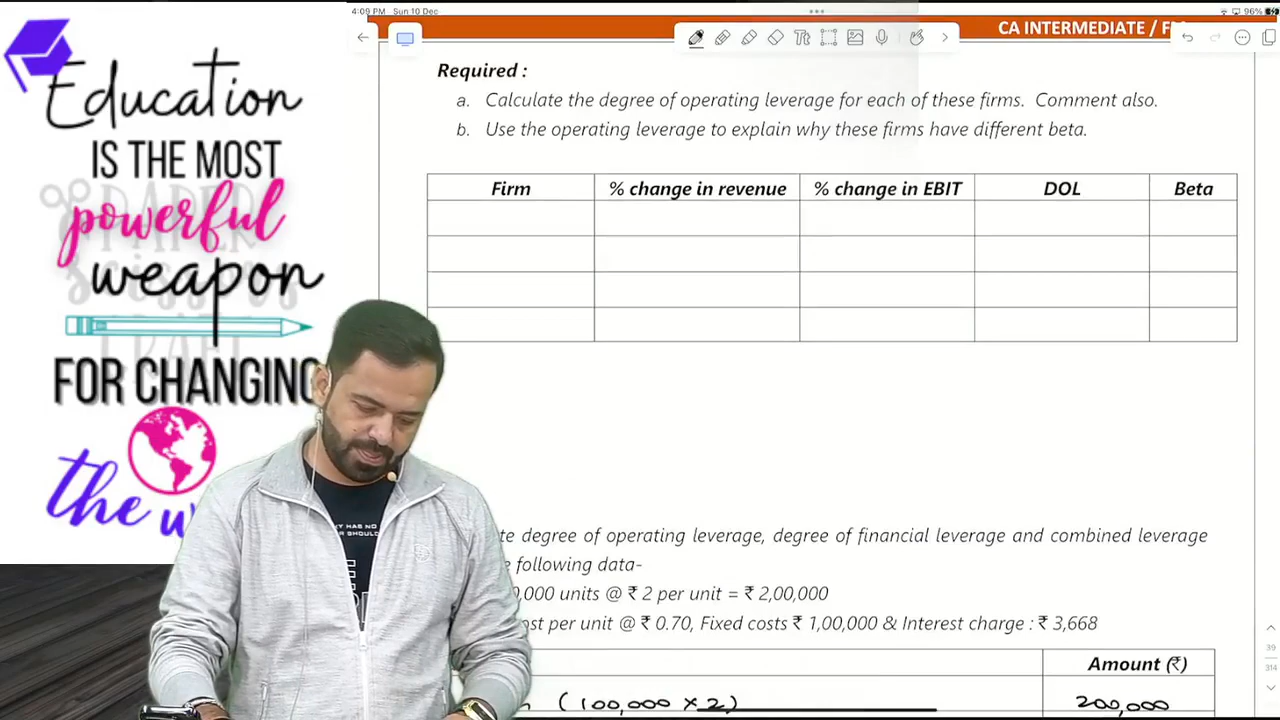 4:09 PM Sun 10 Dec
96%
CA INTERMEDIATE /
Education
IS THE MOST
powerful
weapon
FOR CHANGING
the
Required :
a. Calculate the degree of operating leverage for each of these firms. Comment also.
b. Use the operating leverage to explain why these firms have different beta.
Firm % change in revenue % change in EBIT DOL Beta
degree of operating leverage, degree of financial leverage and combined leverage
following data-
units @ ₹ 2 per unit = ₹ 2,00,000
per unit @ ₹ 0.70, Fixed costs ₹ 1,00,000 & Interest charge : ₹ 3,668
Amount (₹)
(100,000 × 2) 200,000
39
314